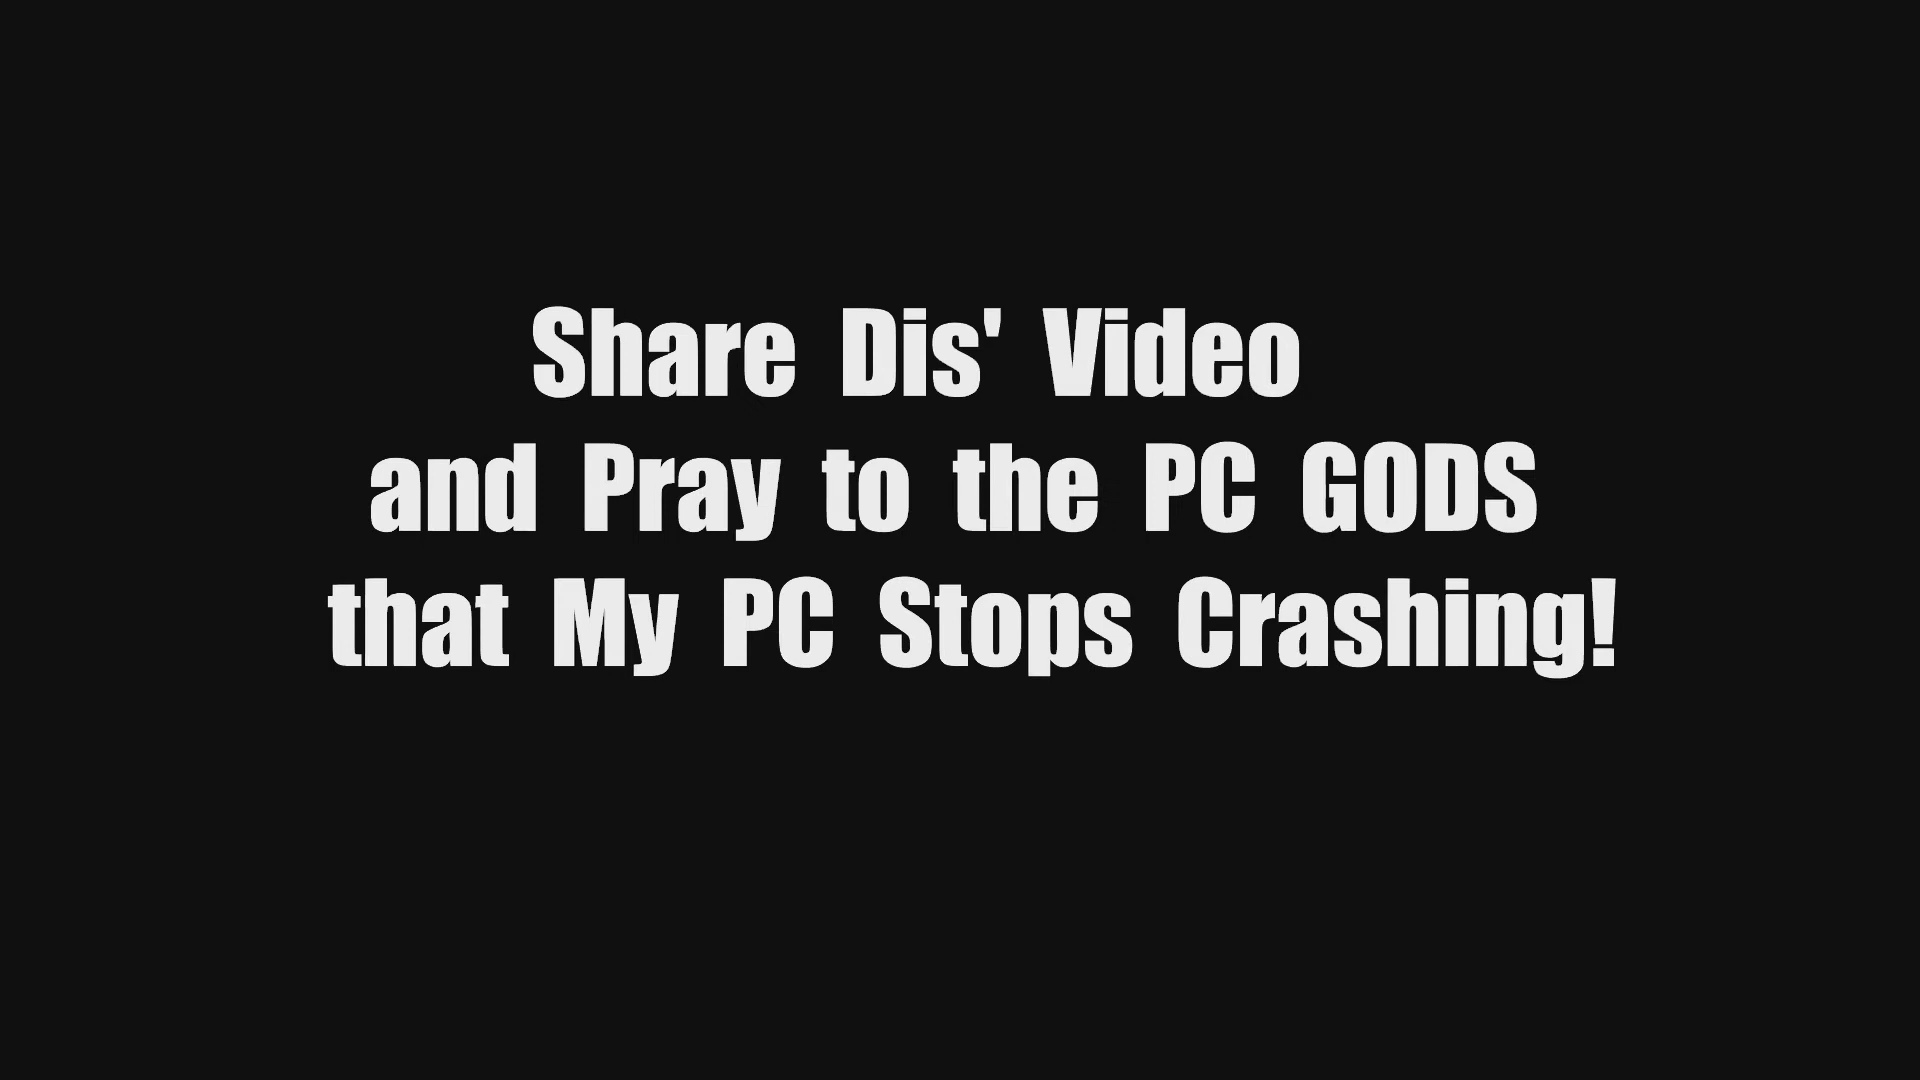 Share Dis' Video
and Pray to the PC GODS
that My PC Stops Crashing!